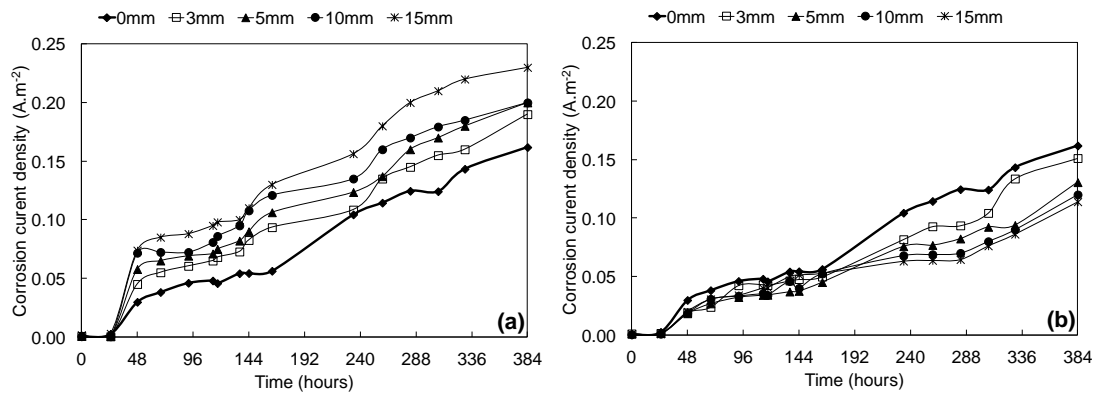 0mm 3mm 5mm 10mm 15mm
0.25
0.20
0.15
0.10
0.05
0.00
Corrosion curent density (A.m-2)
0 48 96 144 192 240 288 336 384
Time (hours)
(a)
0mm 3mm 5mm 10mm 15mm
0.25
0.20
0.15
0.10
0.05
0.00
Corrosion curent density (A.m-2)
0 48 96 144 192 240 288 336 384
Time (hours)
(b)